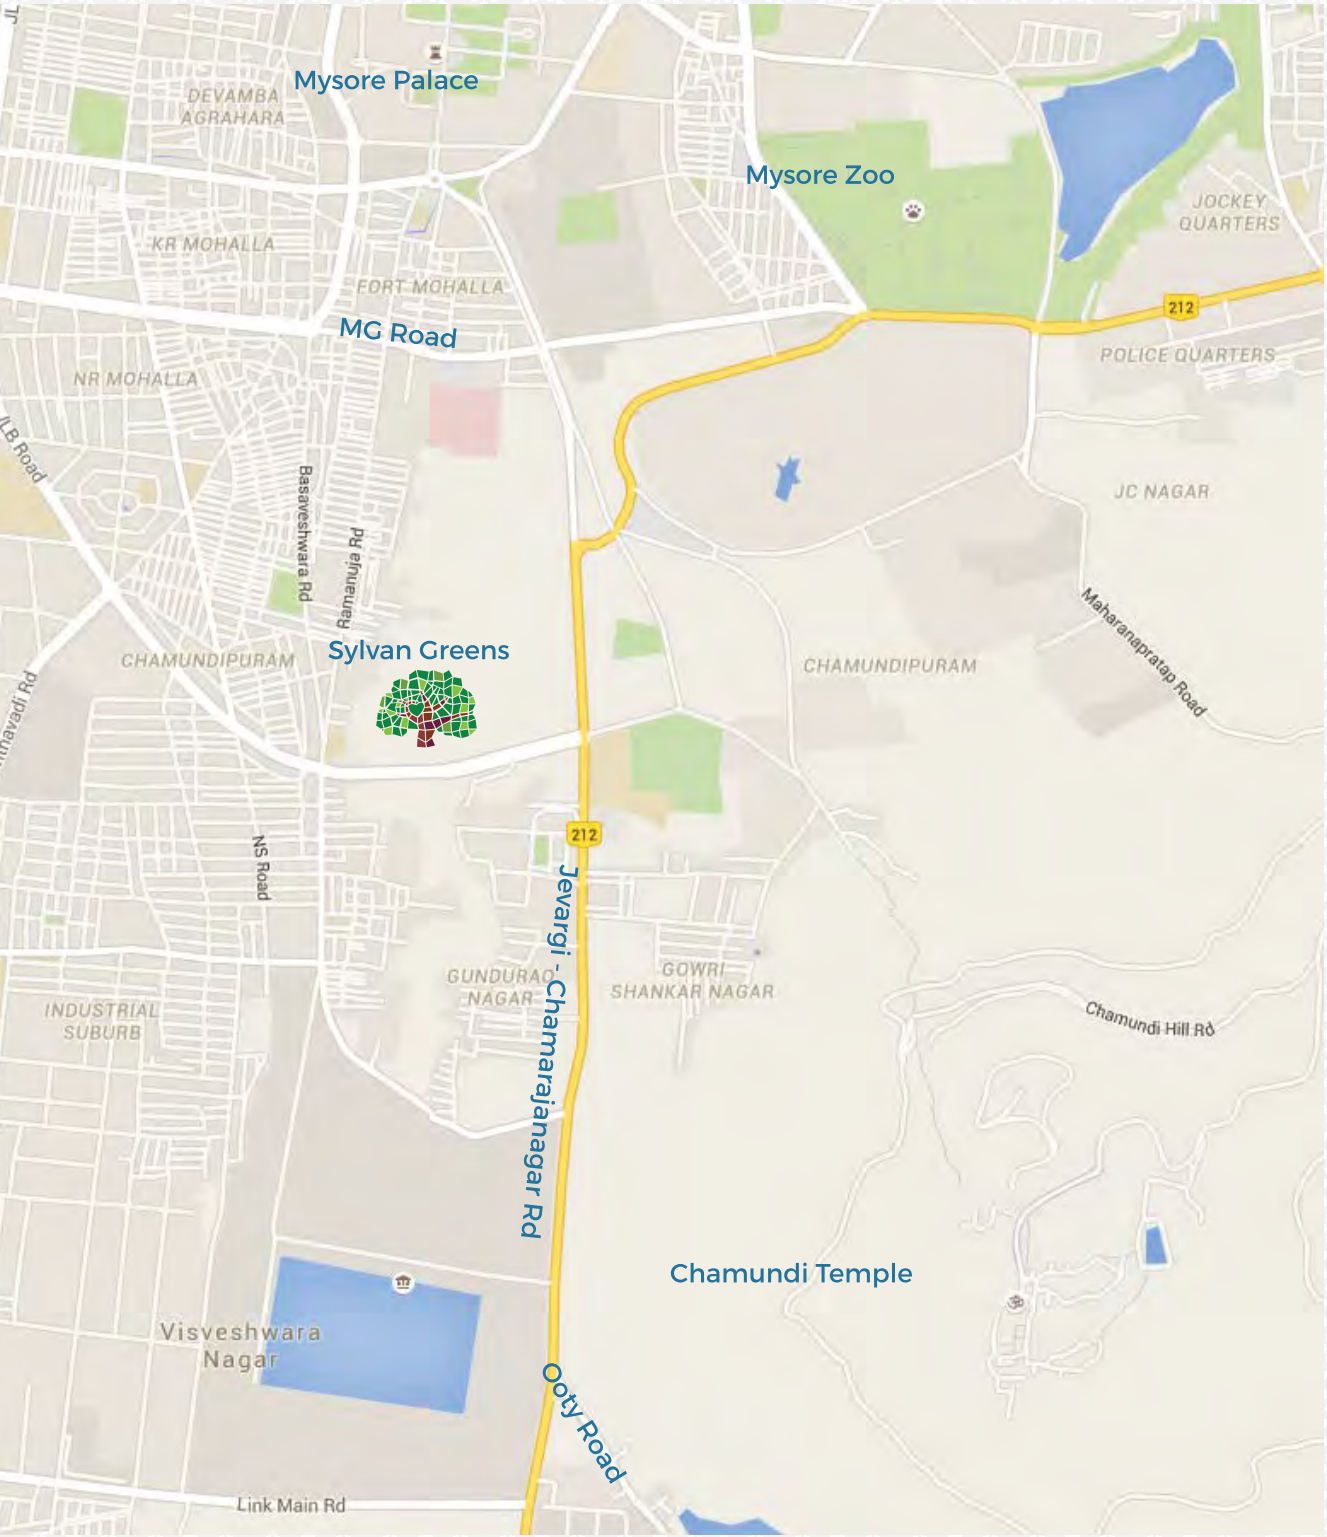 JL
Mysore Palace
DEVAMBA
AGRAHARA
Mysore Zoo
JOCKEY
QUARTERS
KR MOHALLA
FORT MOHALLA
212
MG Road
POLICE QUARTERS
NR MOHALLA
JLB Road
Basaveshwara Rd
JC NAGAR
Ramanuja Rd
Maharanapratap Road
Sylvan Greens
CHAMUNDIPURAM
CHAMUNDIPURAM
212
NS Road
Jevargi - Chamarajanagar Rd
GUNDURAO
NAGAR
GOWRI
SHANKAR NAGAR
INDUSTRIAL
SUBURB
Chamundi Hill Rd
Chamundi Temple
Visveshwara
Nagar
Ooty Road
Link Main Rd